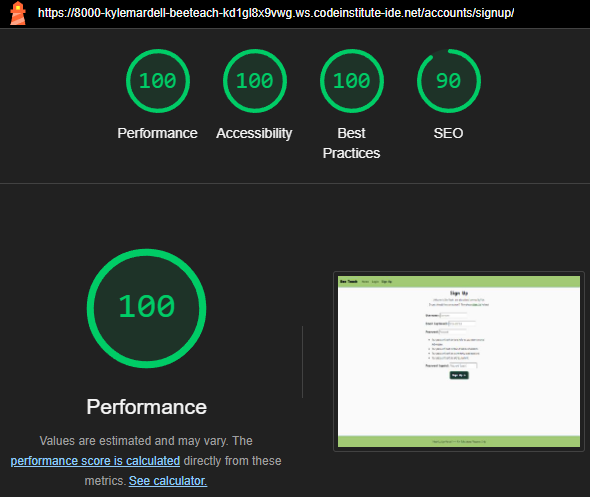 https://8000-kylemardell-beeteach-kd1gl8x9vwg.ws.codeinstitute-ide.net/accounts/signup/
100 100 100 90
Performance Accessibility Best Practices SEO
100
Performance
Values are estimated and may vary. The
performance score is calculated directly from these
metrics. See calculator.
Bee Teach Home Login Sign Up
Sign Up
Sign Up